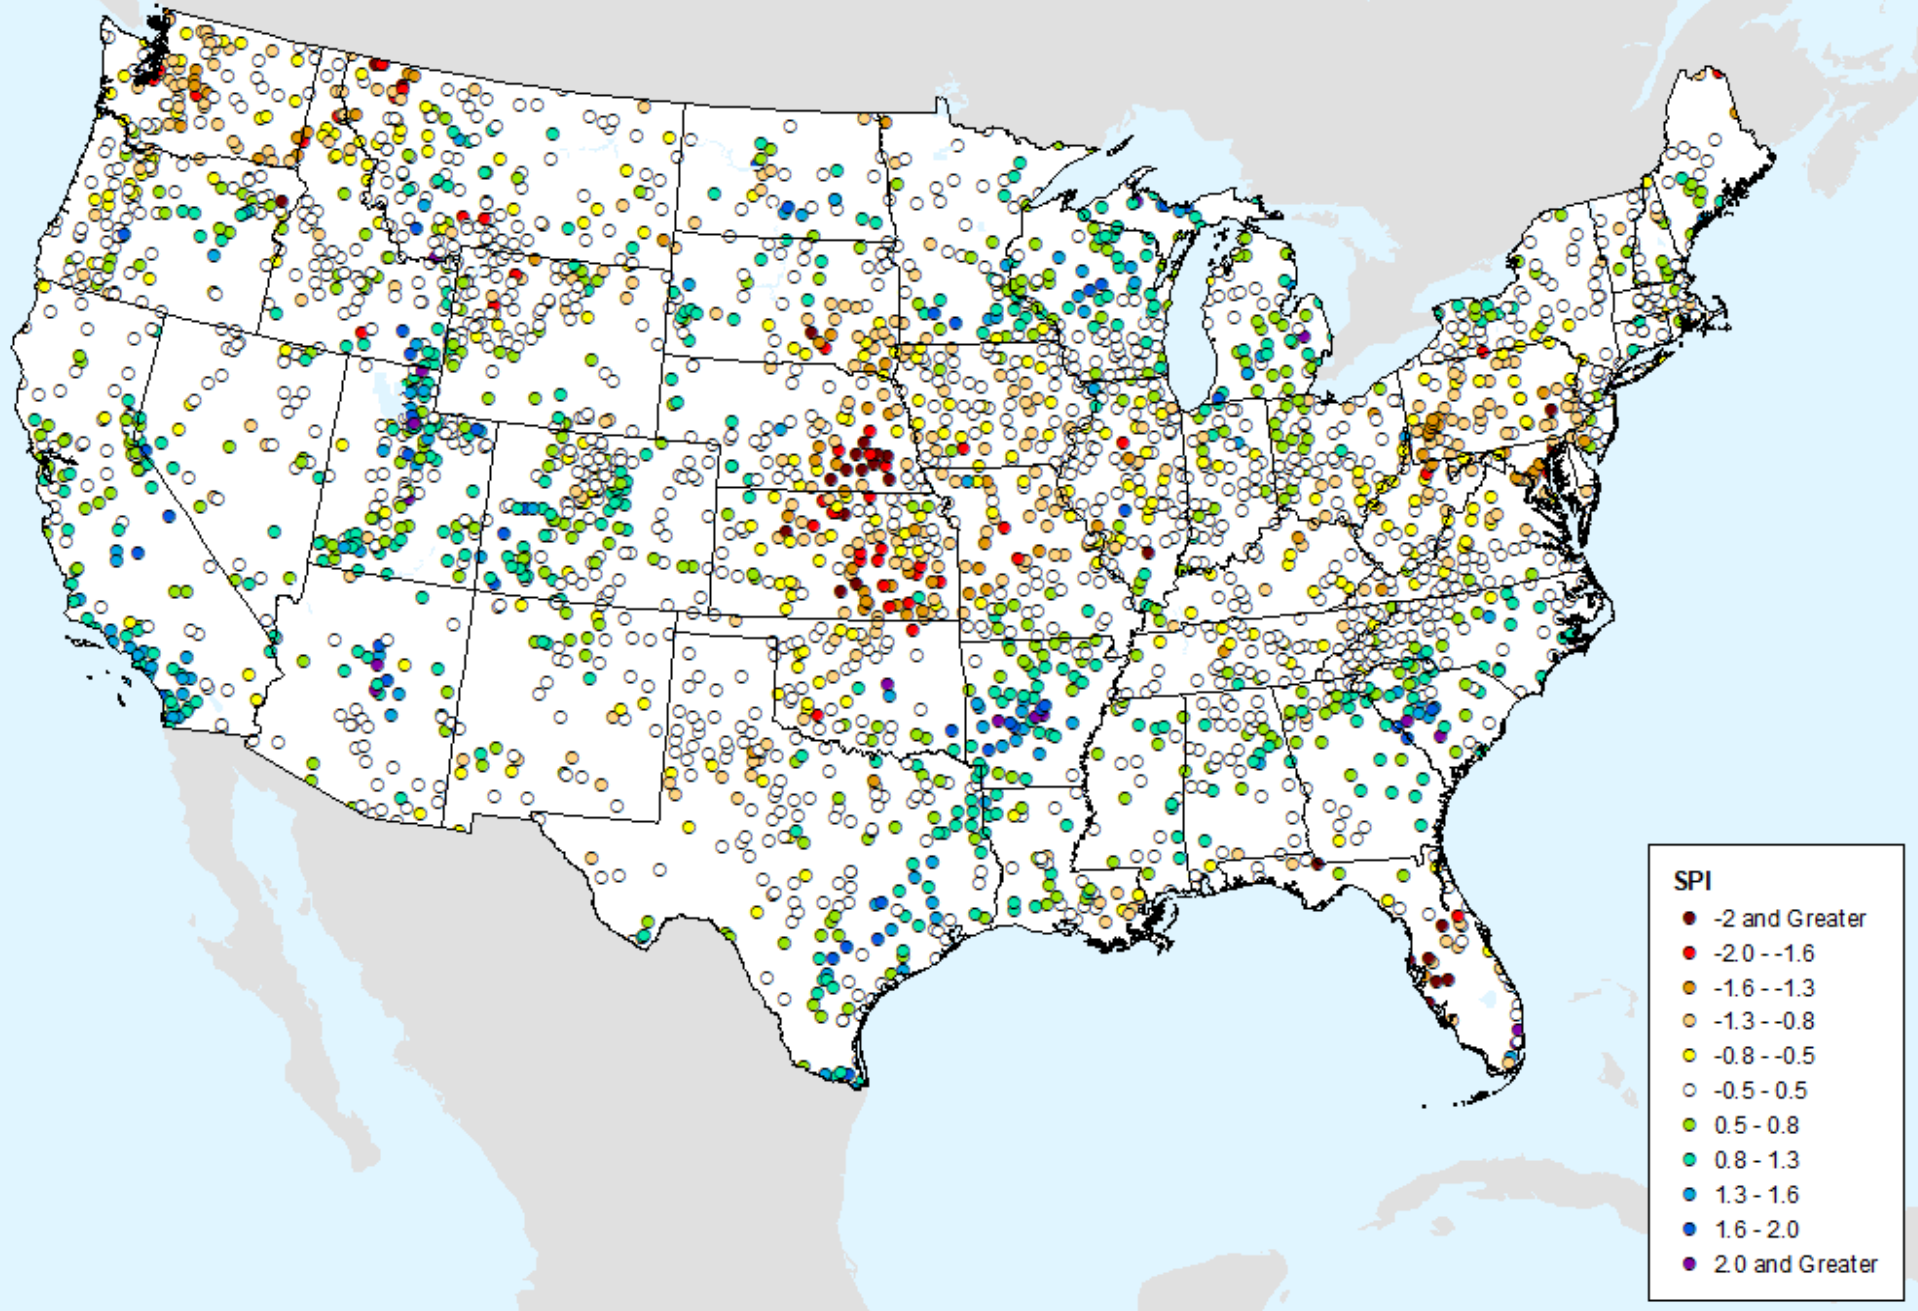 SPI
-2 and Greater
-2.0 - -1.6
-1.6 - -1.3
-1.3 - -0.8
-0.8 - -0.5
-0.5 - 0.5
0.5 - 0.8
0.8 - 1.3
1.3 - 1.6
1.6 - 2.0
2.0 and Greater